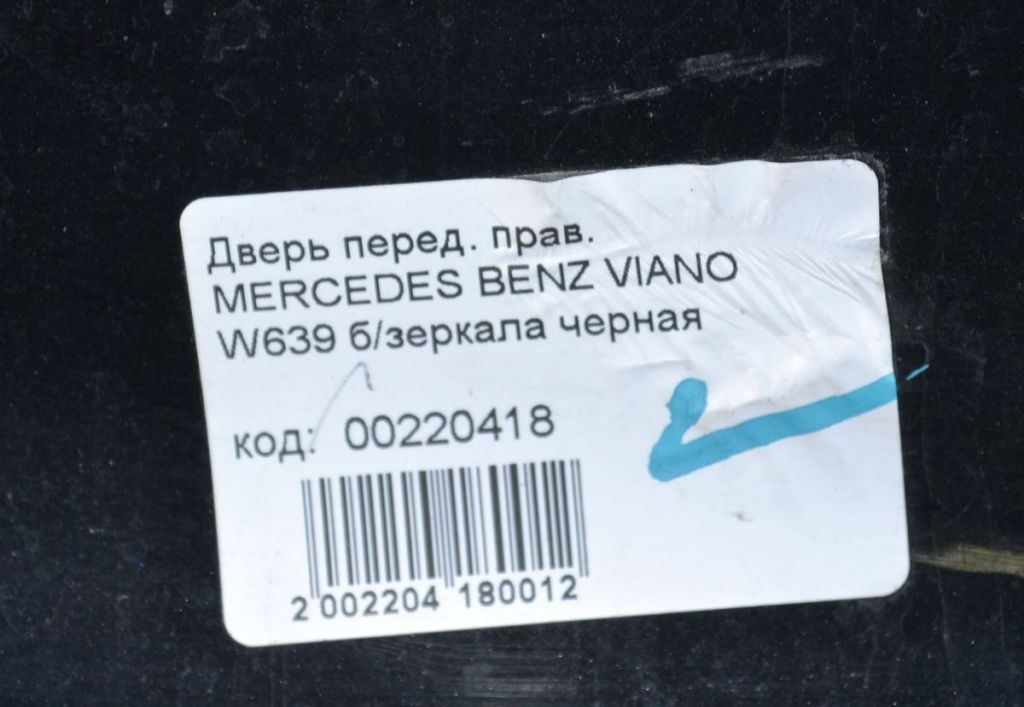 Дверь перед. прав.
MERCEDES BENZ VIANO
W639 б/зеркала черная
код: 00220418
2 002204 180012